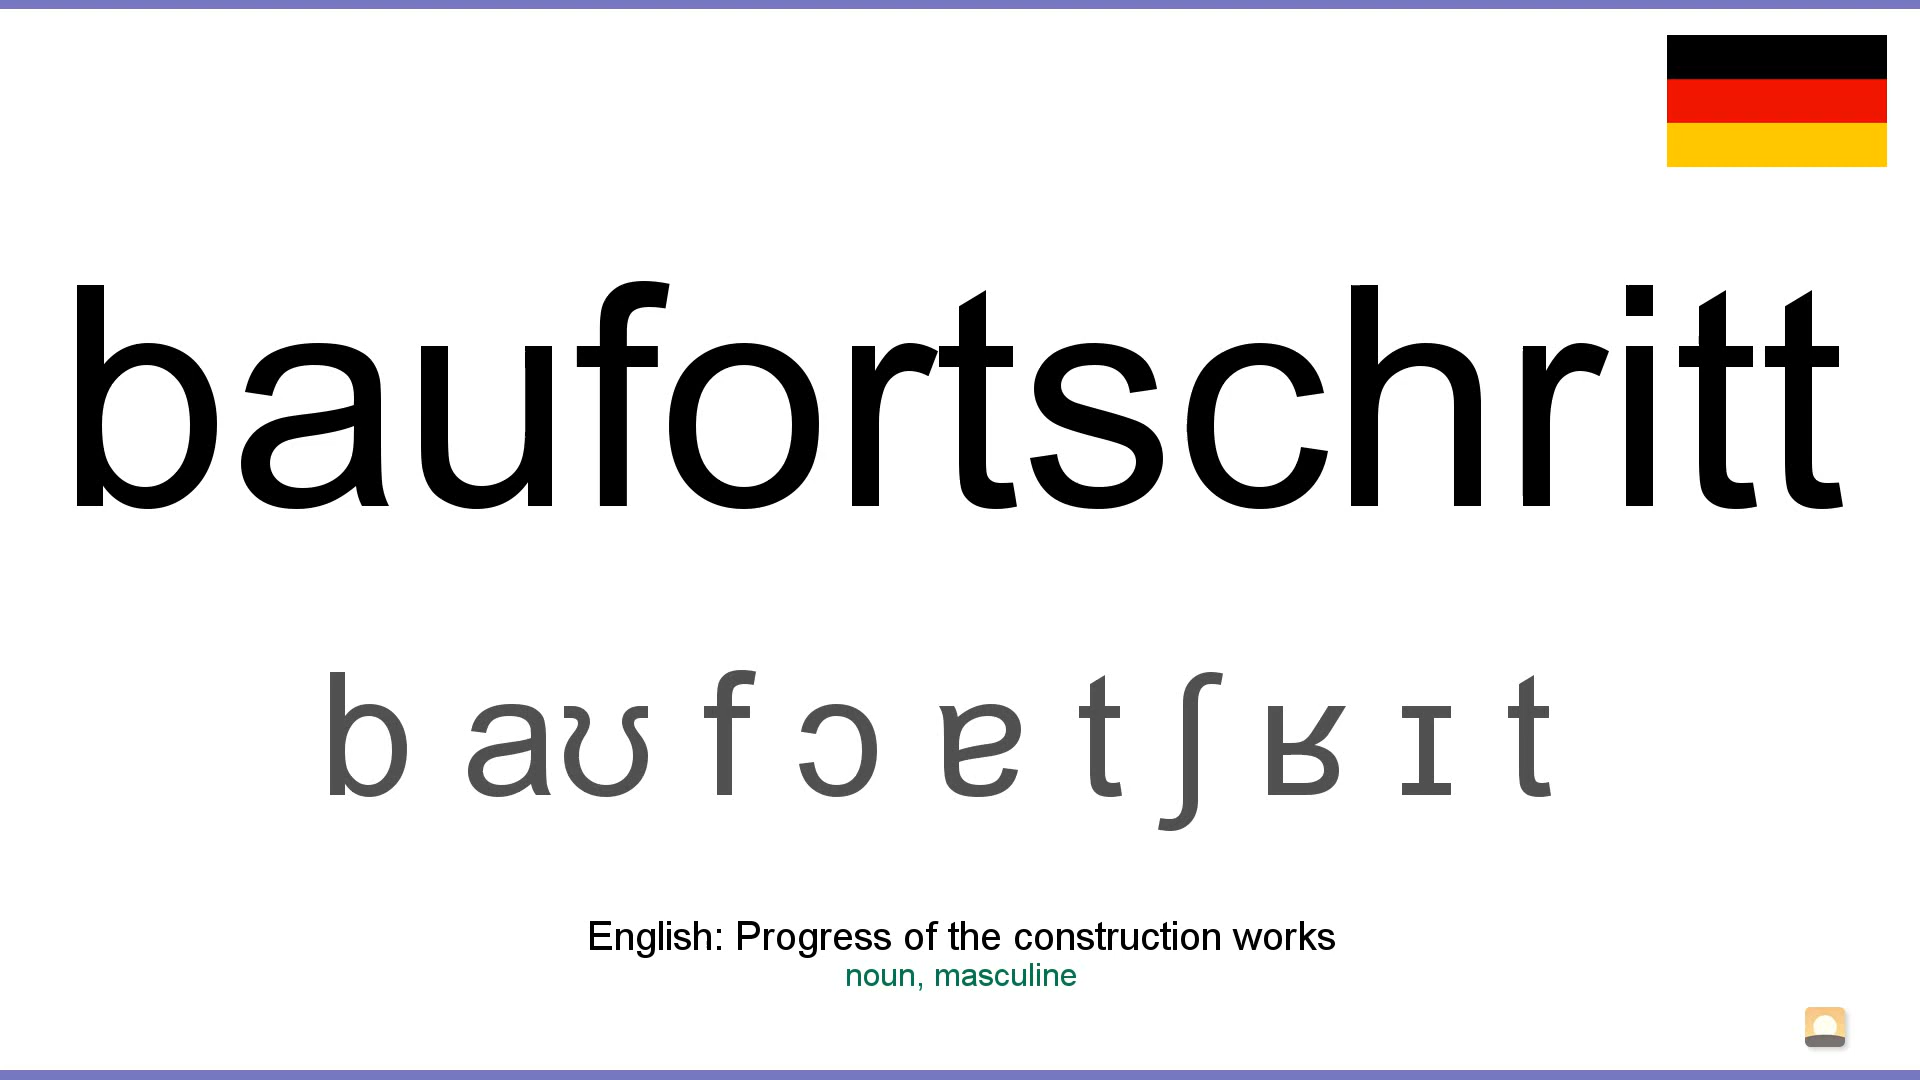 baufortschritt
b aʊ f ɔ ɐ t ʃ ʁ ɪ t
English: Progress of the construction works
noun, masculine